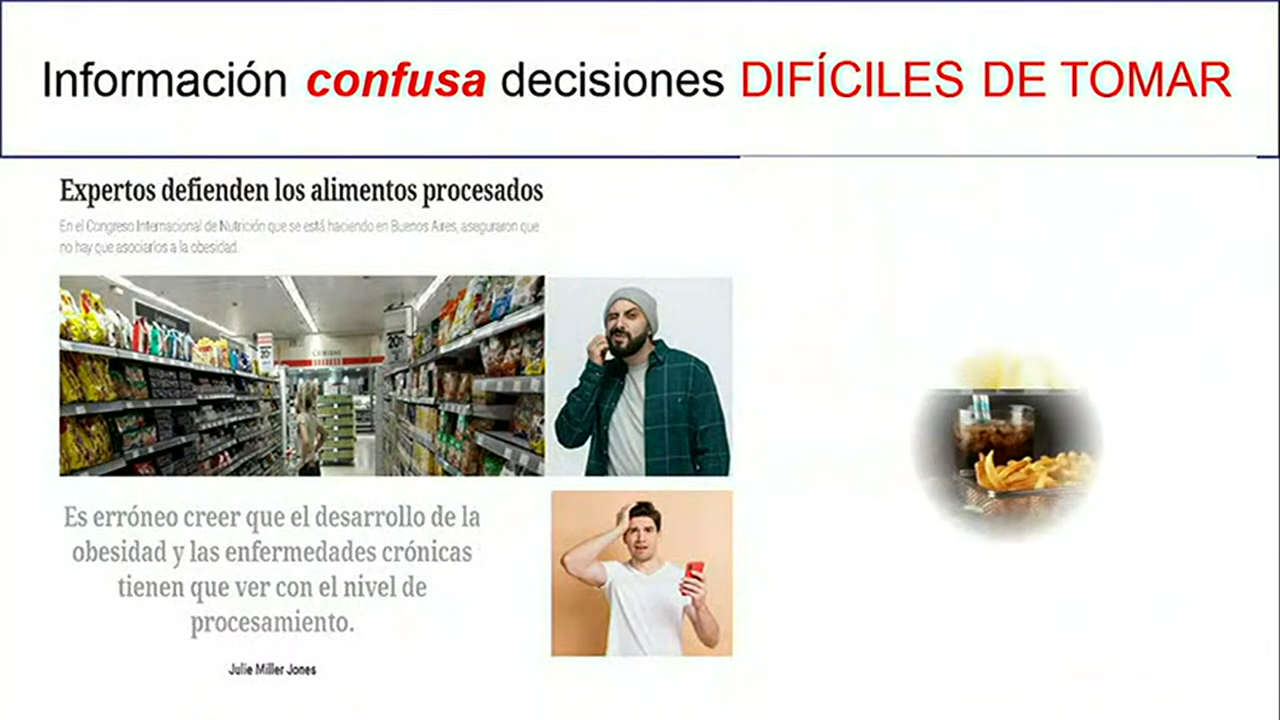 Información confusa decisiones DIFÍCILES DE TOMAR
Expertos defienden los alimentos procesados
En el Congreso Internacional de Nutrición que se está haciendo en Buenos Aires, aseguraron que
no hay que asociarlos a la obesidad.
Es erróneo creer que el desarrollo de la
obesidad y las enfermedades crónicas
tienen que ver con el nivel de
procesamiento.
Julie Miller Jones